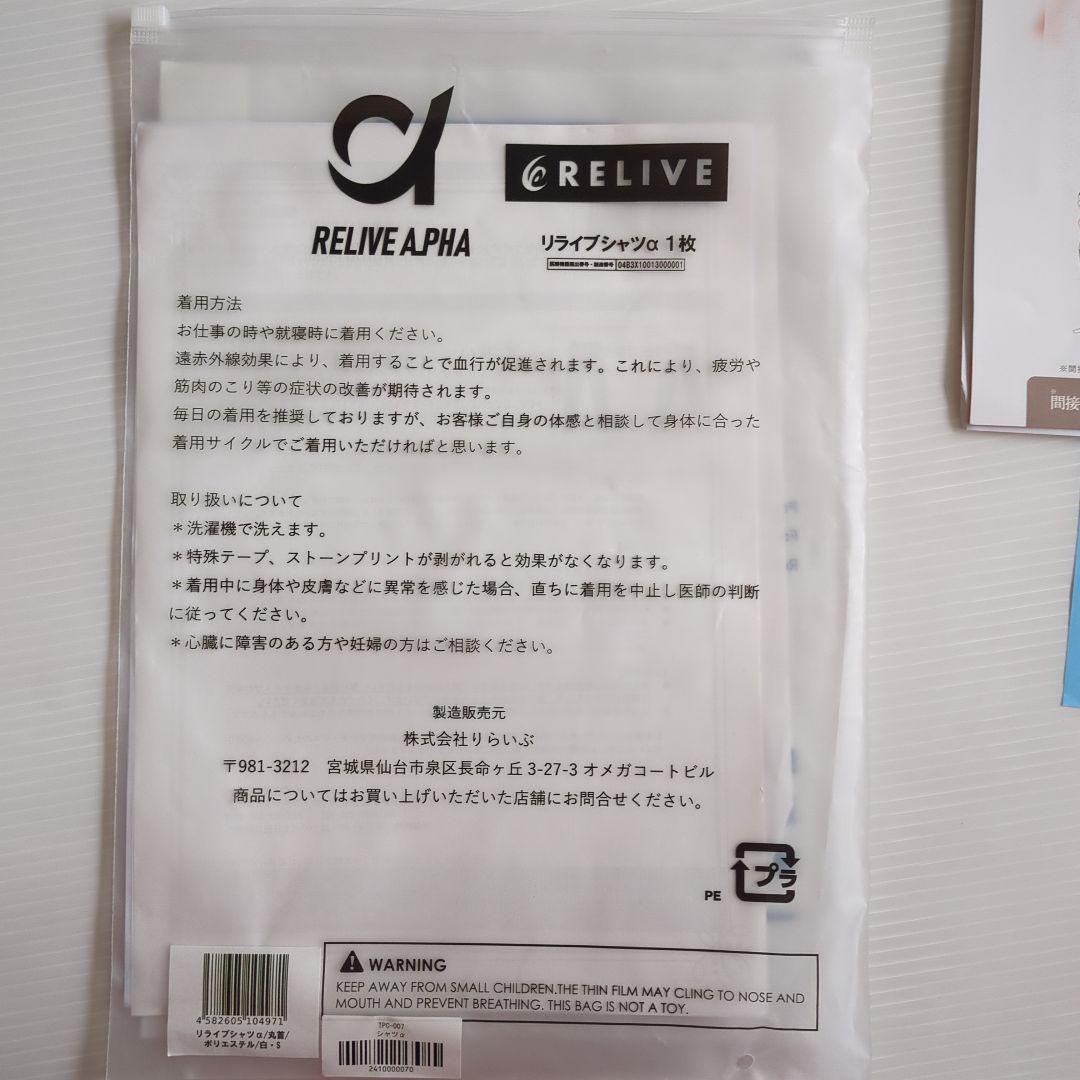 α
RELIVE ALPHA
RELIVE
リライブシャツα 1枚
医療機器届出番号・製造番号 04B3X10013000001
着用方法
お仕事の時や就寝時に着用ください。
遠赤外線効果により、着用することで血行が促進されます。これにより、疲労や
筋肉のこり等の症状の改善が期待されます。
毎日の着用を推奨しておりますが、お客様ご自身の体感と相談して身体に合った
着用サイクルでご着用いただければと思います。
取り扱いについて
＊洗濯機で洗えます。
＊特殊テープ、ストーンプリントが剥がれると効果がなくなります。
＊着用中に身体や皮膚などに異常を感じた場合、直ちに着用を中止し医師の判断
に従ってください。
＊心臓に障害のある方や妊婦の方はご相談ください。
製造販売元
株式会社りらいぶ
〒981-3212 宮城県仙台市泉区長命ヶ丘 3-27-3 オメガコートビル
商品についてはお買い上げいただいた店舗にお問合せください。
PE
プラ
WARNING
KEEP AWAY FROM SMALL CHILDREN.THE THIN FILM MAY CLING TO NOSE AND
MOUTH AND PREVENT BREATHING. THIS BAG IS NOT A TOY.
4 582605 104971
リライブシャツα/丸首/
ポリエステル/白・S
TPC-007
シャツα
2410000070
※間接
間接